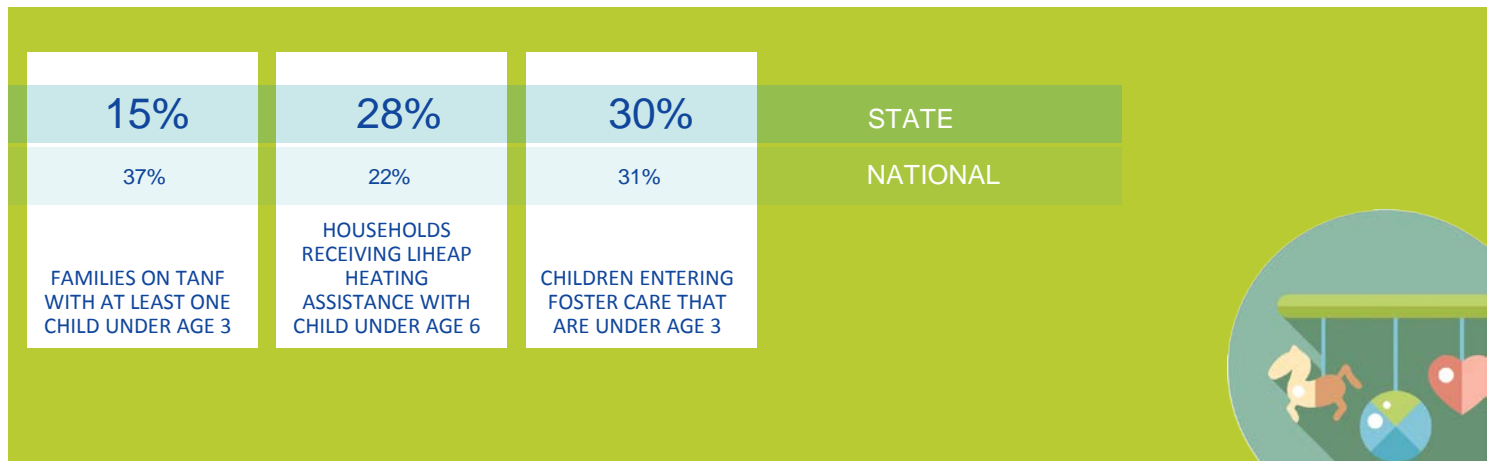 15% 28% 30% STATE
37% 22% 31% NATIONAL
FAMILIES ON TANF
WITH AT LEAST ONE
CHILD UNDER AGE 3
HOUSEHOLDS
RECEIVING LIHEAP
HEATING
ASSISTANCE WITH
CHILD UNDER AGE 6
CHILDREN ENTERING
FOSTER CARE THAT
ARE UNDER AGE 3